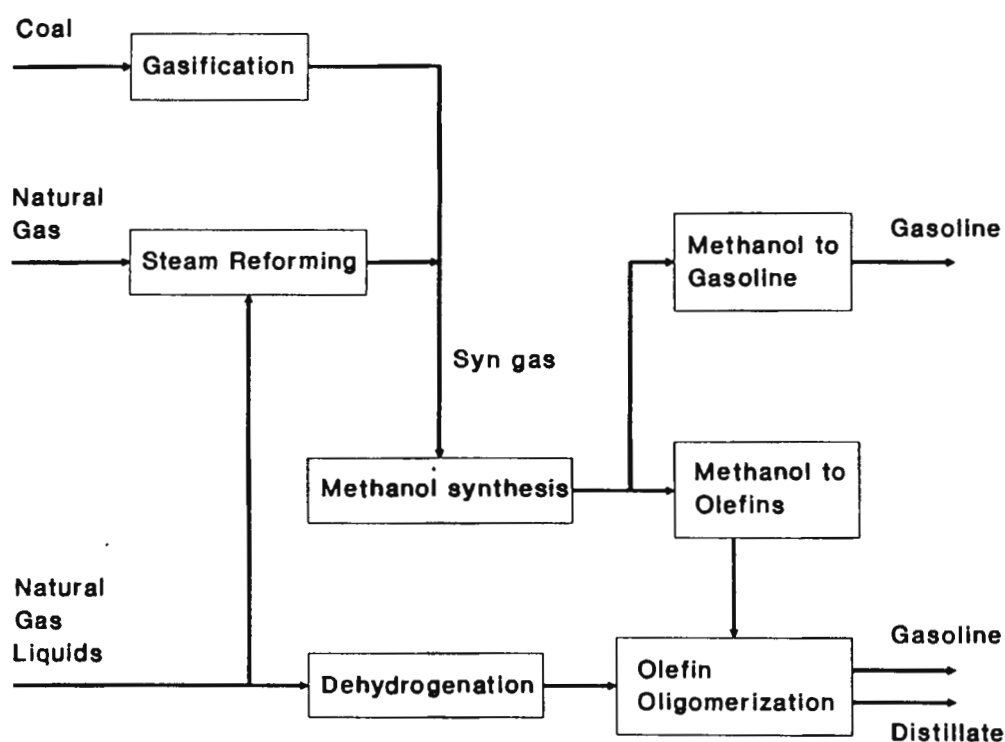 Coal
Gasification
Natural
Gas
Steam Reforming
Methanol to
Gasoline
Gasoline
Syn gas
Methanol synthesis
Methanol to
Olefins
Natural
Gas
Liquids
Dehydrogenation
Olefin
Oligomerization
Gasoline
Distillate